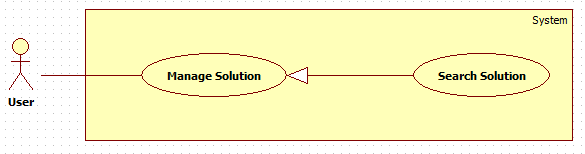 System
Manage Solution
Search Solution
User